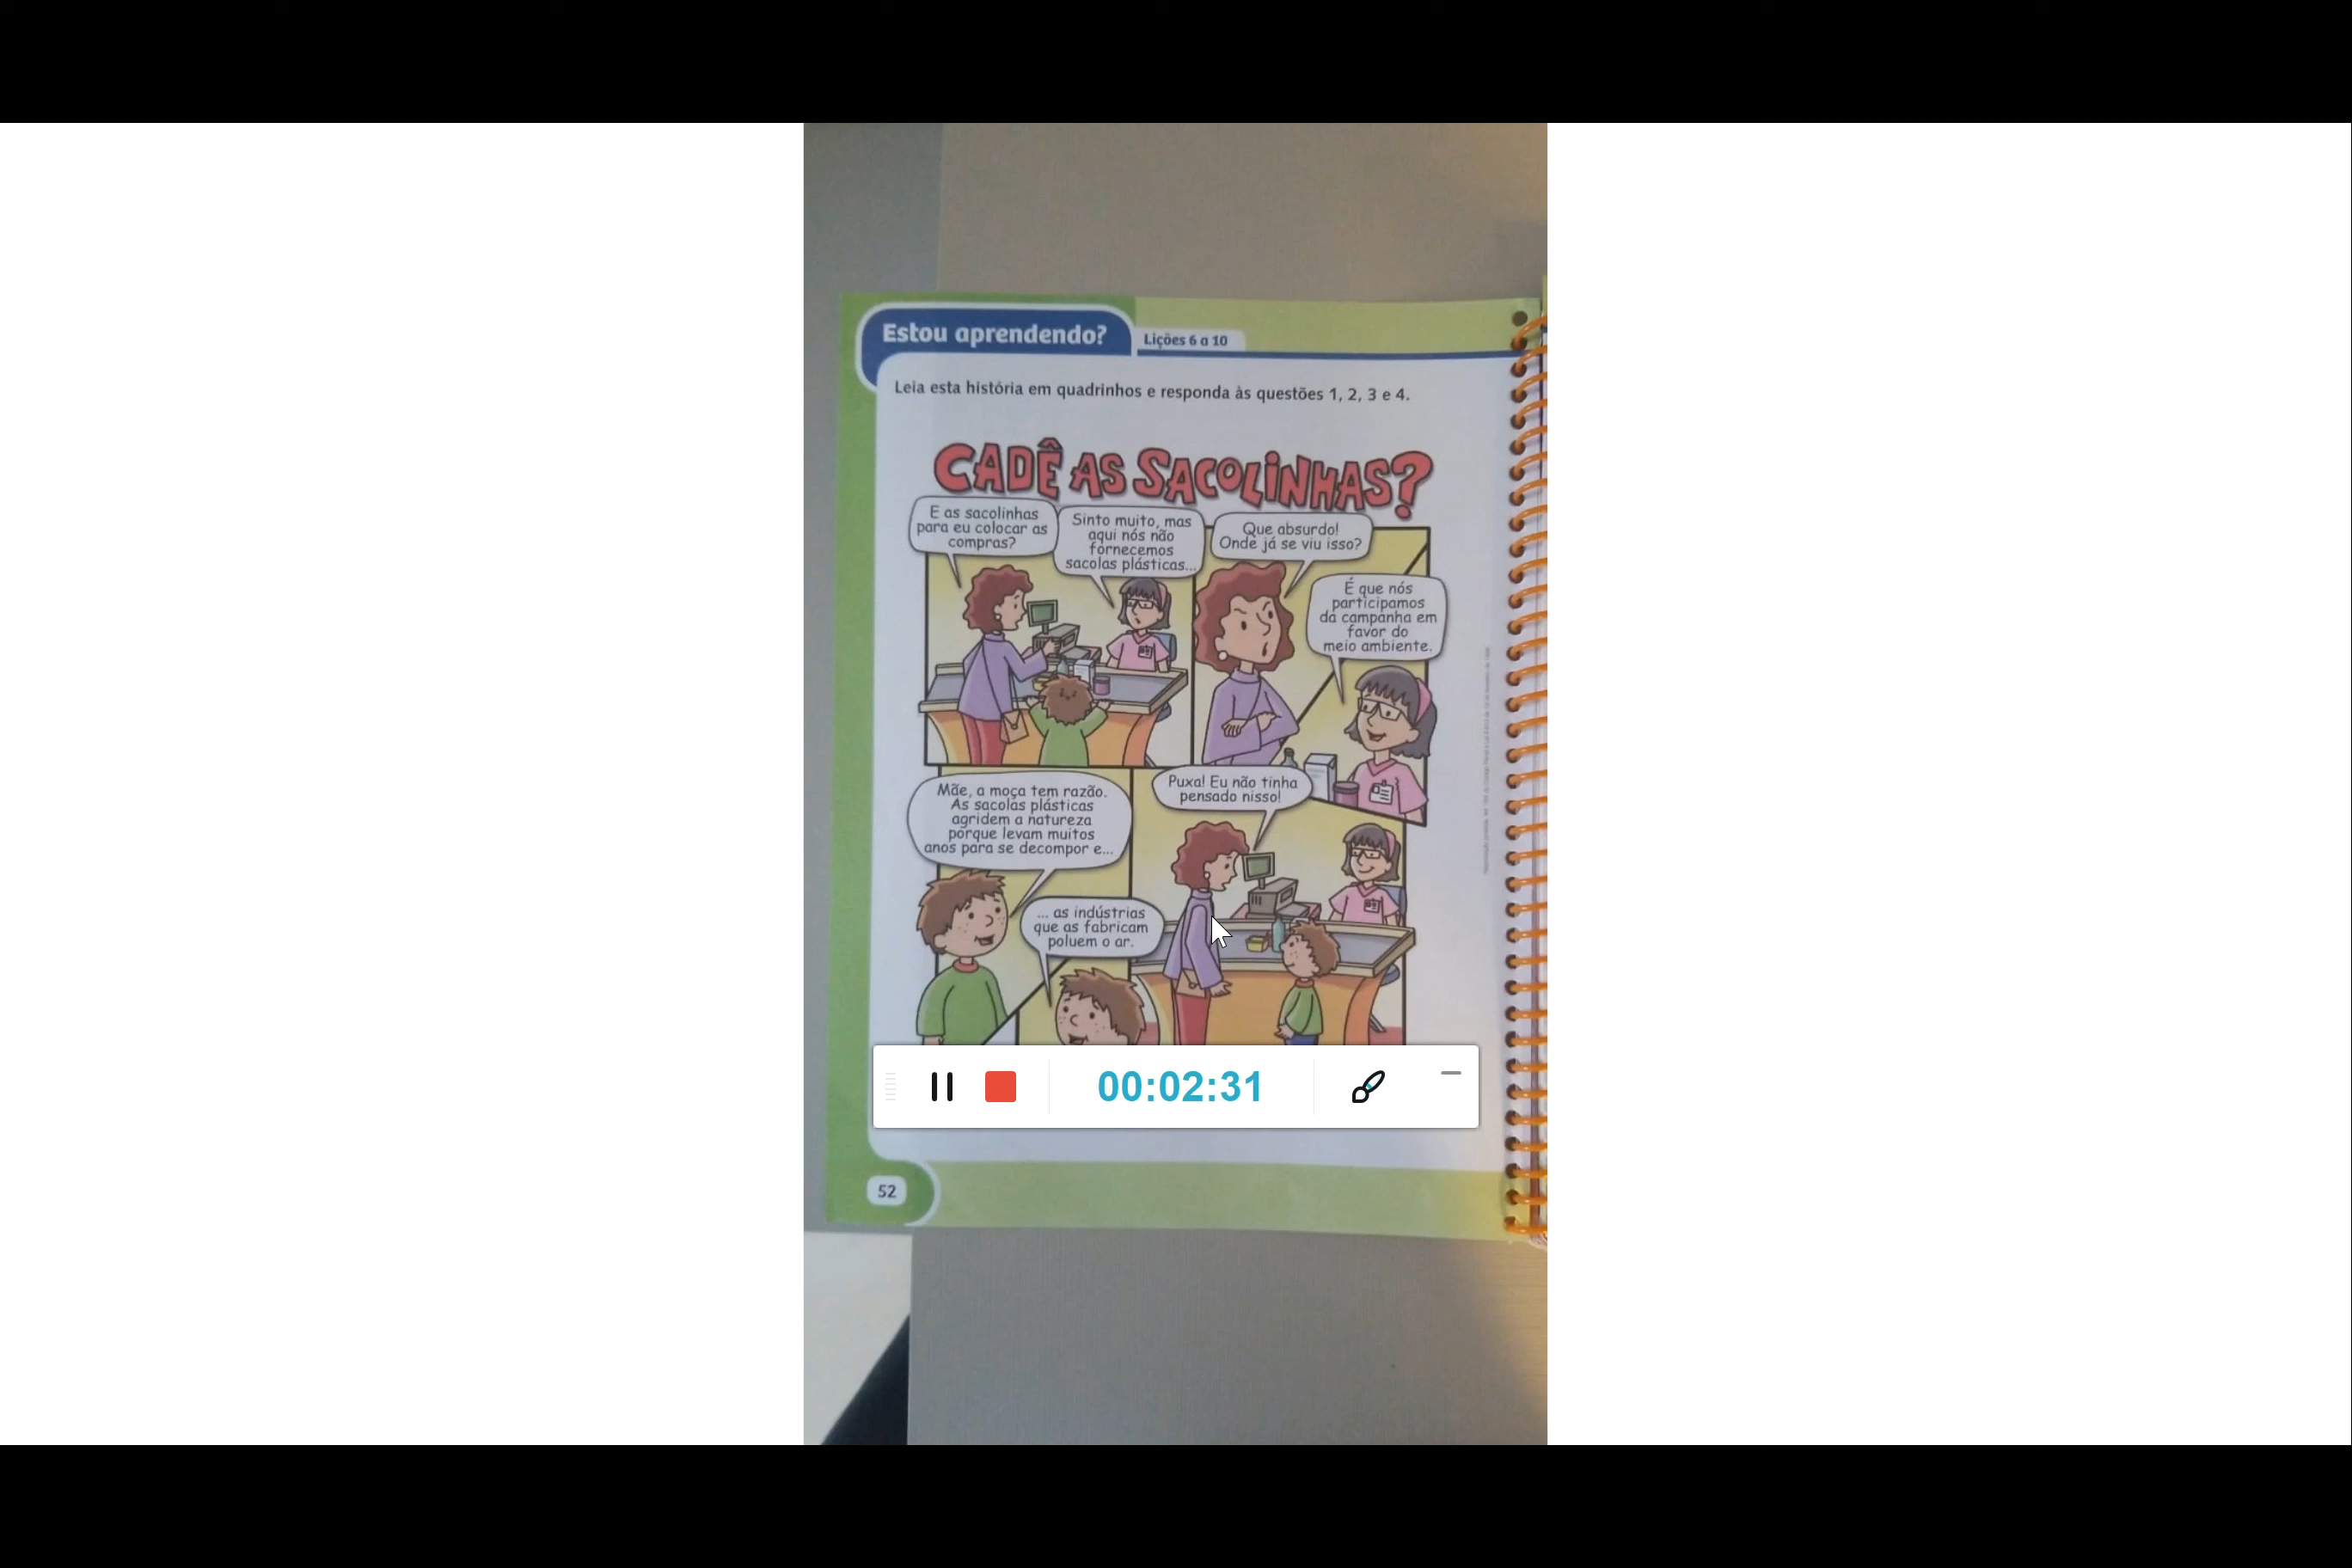 Estou aprendendo?
Lições 6 a 10
Leia esta história em quadrinhos e responda às questões 1, 2, 3 e 4.
CADÊ AS SACOLINHAS?
E as sacolinhas
para eu colocar as
compras?
Sinto muito, mas
aqui nós não
fornecemos
sacolas plásticas...
Que absurdo!
Onde já se viu isso?
É que nós
participamos
da campanha em
favor do
meio ambiente.
Mãe, a moça tem razão.
As sacolas plásticas
agridem a natureza
porque levam muitos
anos para se decompor e...
... as indústrias
que as fabricam
poluem o ar.
Puxa! Eu não tinha
pensado nisso!
00:02:31
52